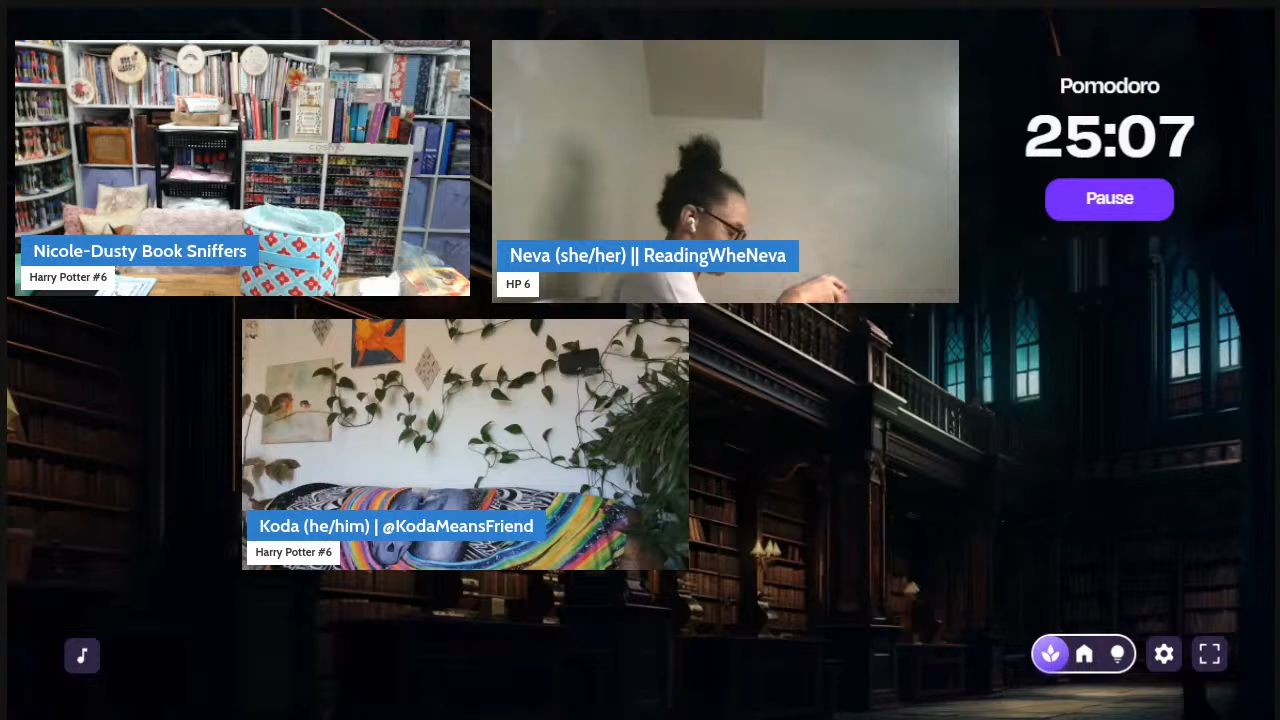 Nicole-Dusty Book Sniffers
Harry Potter #6
Neva (she/her) || ReadingWheNeva
HP 6
Koda (he/him) | @KodaMeansFriend
Harry Potter #6
Pomodoro
25:07
Pause